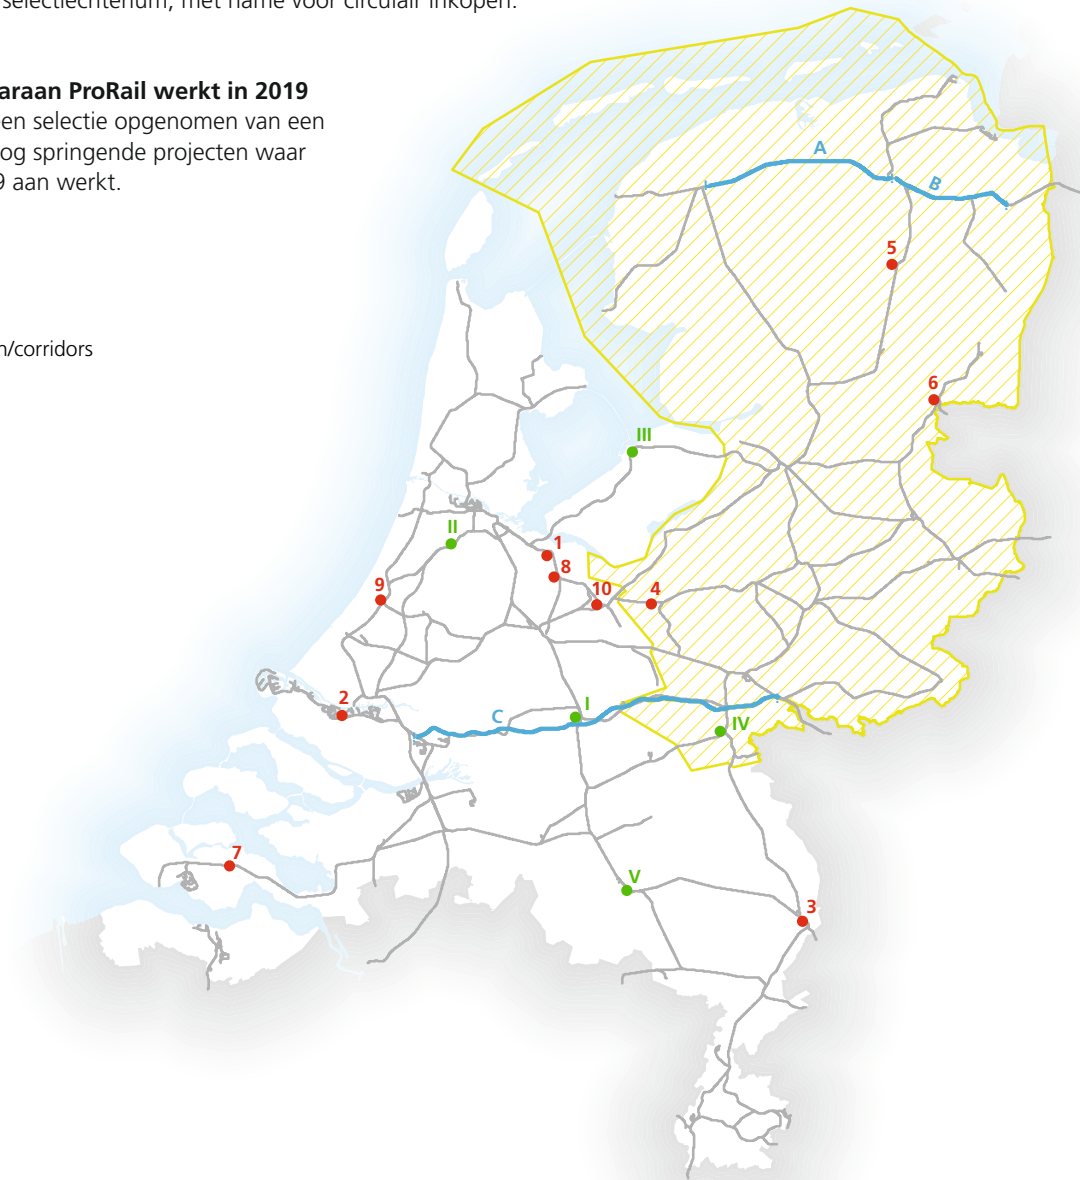 selectiecriterium, met name voor circulair inkopen.
araan ProRail werkt in 2019
en selectie opgenomen van een
og springende projecten waar
9 aan werkt.
n/corridors
A
B
5
6
III
II
1
8
9
10
4
2
C
I
IV
7
V
3